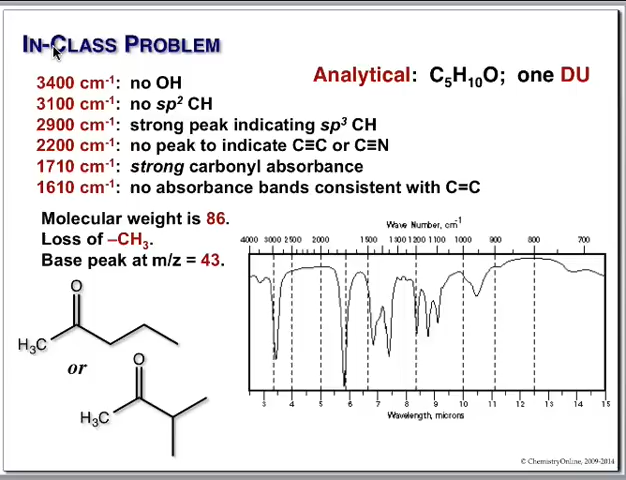 IN-CLASS PROBLEM
Analytical: C₅H₁₀O; one DU
3400 cm⁻¹: no OH
3100 cm⁻¹: no sp² CH
2900 cm⁻¹: strong peak indicating sp³ CH
2200 cm⁻¹: no peak to indicate C≡C or C≡N
1710 cm⁻¹: strong carbonyl absorbance
1610 cm⁻¹: no absorbance bands consistent with C=C
Molecular weight is 86.
Loss of –CH₃.
Base peak at m/z = 43.
Wave Number, cm⁻¹
4000 3000 2500 2000 1500 1300 1200 1100 1000 900 800 700
O
H₃C
or
O
H₃C
3 4 5 6 7 8 9 10 11 12 13 14 15
Wavelength, microns
© ChemistryOnline, 2009-2014